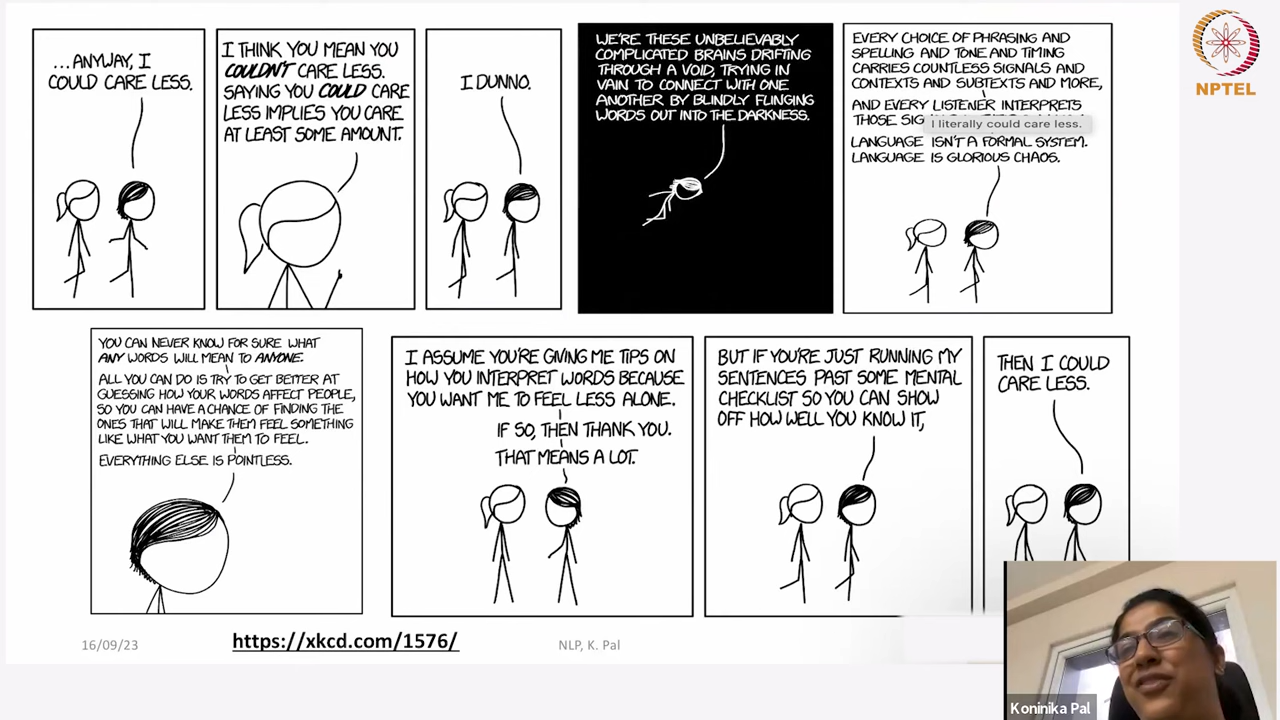 ...ANYWAY, I
COULD CARE LESS.
I THINK YOU MEAN YOU
COULDN'T CARE LESS.
SAYING YOU COULD CARE
LESS IMPLIES YOU CARE
AT LEAST SOME AMOUNT.
I DUNNO.
WE'RE THESE UNBELIEVABLY
COMPLICATED BRAINS DRIFTING
THROUGH A VOID, TRYING IN
VAIN TO CONNECT WITH ONE
ANOTHER BY BLINDLY FLINGING
WORDS OUT INTO THE DARKNESS.
EVERY CHOICE OF PHRASING AND
SPELLING AND TONE AND TIMING
CARRIES COUNTLESS SIGNALS AND
CONTEXTS AND SUBTEXTS AND MORE,
AND EVERY LISTENER INTERPRETS
THOSE
I literally could care less.
LANGUAGE ISN'T A FORMAL SYSTEM.
LANGUAGE IS GLORIOUS CHAOS.
NPTEL
YOU CAN NEVER KNOW FOR SURE WHAT
ANY WORDS WILL MEAN TO ANYONE.
ALL YOU CAN DO IS TRY TO GET BETTER AT
GUESSING HOW YOUR WORDS AFFECT PEOPLE,
SO YOU CAN HAVE A CHANCE OF FINDING THE
ONES THAT WILL MAKE THEM FEEL SOMETHING
LIKE WHAT YOU WANT THEM TO FEEL.
EVERYTHING ELSE IS POINTLESS.
I ASSUME YOU'RE GIVING ME TIPS ON
HOW YOU INTERPRET WORDS BECAUSE
YOU WANT ME TO FEEL LESS ALONE.
IF SO, THEN THANK YOU.
THAT MEANS A LOT.
BUT IF YOU'RE JUST RUNNING MY
SENTENCES PAST SOME MENTAL
CHECKLIST SO YOU CAN SHOW
OFF HOW WELL YOU KNOW IT,
THEN I COULD
CARE LESS.
16/09/23
https://xkcd.com/1576/
NLP, K. Pal
Koninika Pal